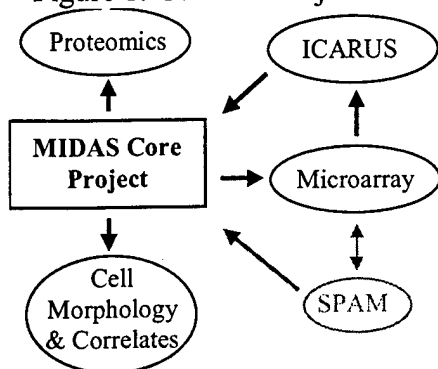 Proteomics
ICARUS
MIDAS Core
Project
Microarray
Cell
Morphology
& Correlates
SPAM